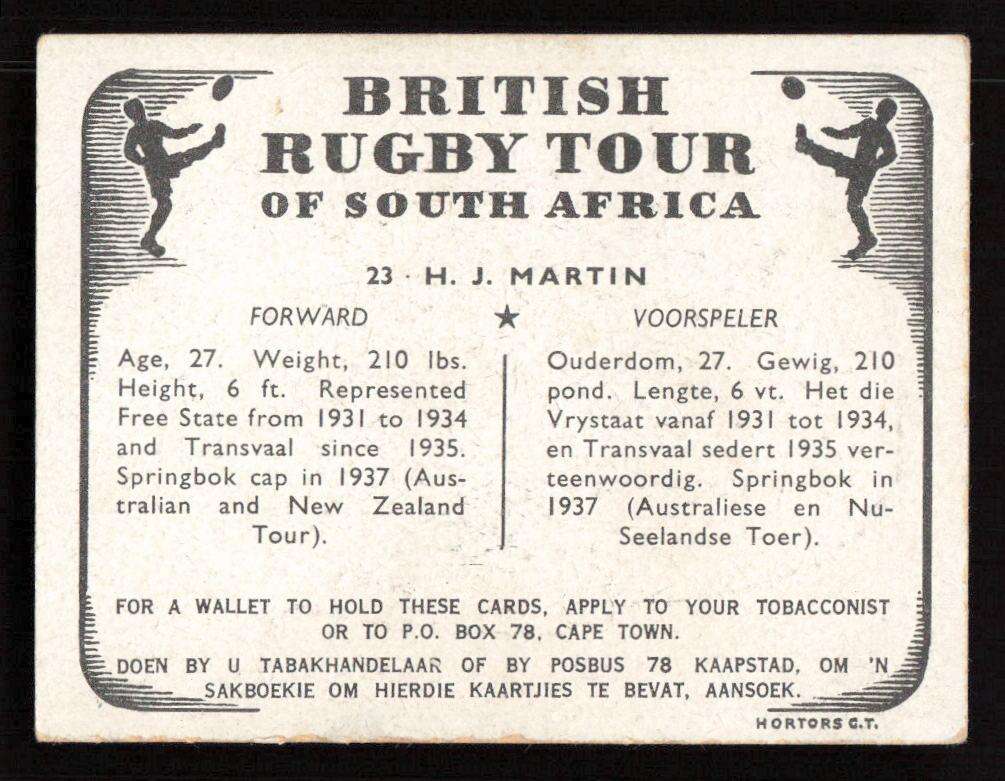 BRITISH
RUGBY TOUR
OF SOUTH AFRICA
23 · H. J. MARTIN
FORWARD ★ VOORSPELER
Age, 27. Weight, 210 lbs.
Height, 6 ft. Represented
Free State from 1931 to 1934
and Transvaal since 1935.
Springbok cap in 1937 (Aus-
tralian and New Zealand
Tour).
Ouderdom, 27. Gewig, 210
pond. Lengte, 6 vt. Het die
Vrystaat vanaf 1931 tot 1934,
en Transvaal sedert 1935 ver-
teenwoordig. Springbok in
1937 (Australiese en Nu-
Seelandse Toer).
FOR A WALLET TO HOLD THESE CARDS, APPLY TO YOUR TOBACCONIST
OR TO P.O. BOX 78, CAPE TOWN.
DOEN BY U TABAKHANDELAAR OF BY POSBUS 78 KAAPSTAD, OM 'N
SAKBOEKIE OM HIERDIE KAARTJIES TE BEVAT, AANSOEK.
HORTORS C.T.